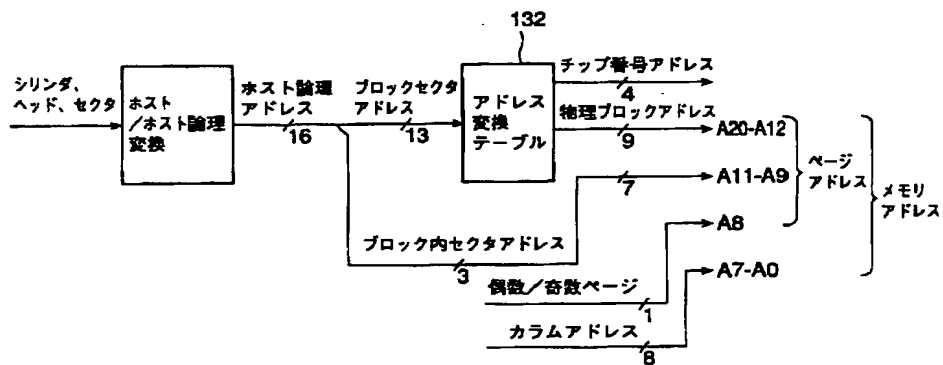 132
シリンダ、
ヘッド、セクタ
ホスト
/ホスト論理
変換
ホスト論理
アドレス
16
ブロックセクタ
アドレス
13
アドレス
変換
テーブル
チップ番号アドレス
4
物理ブロックアドレス
9
A20-A12
7
A11-A9
ページ
アドレス
メモリ
アドレス
ブロック内セクタアドレス
3
A8
偶数/奇数ページ
1
A7-A0
カラムアドレス
8